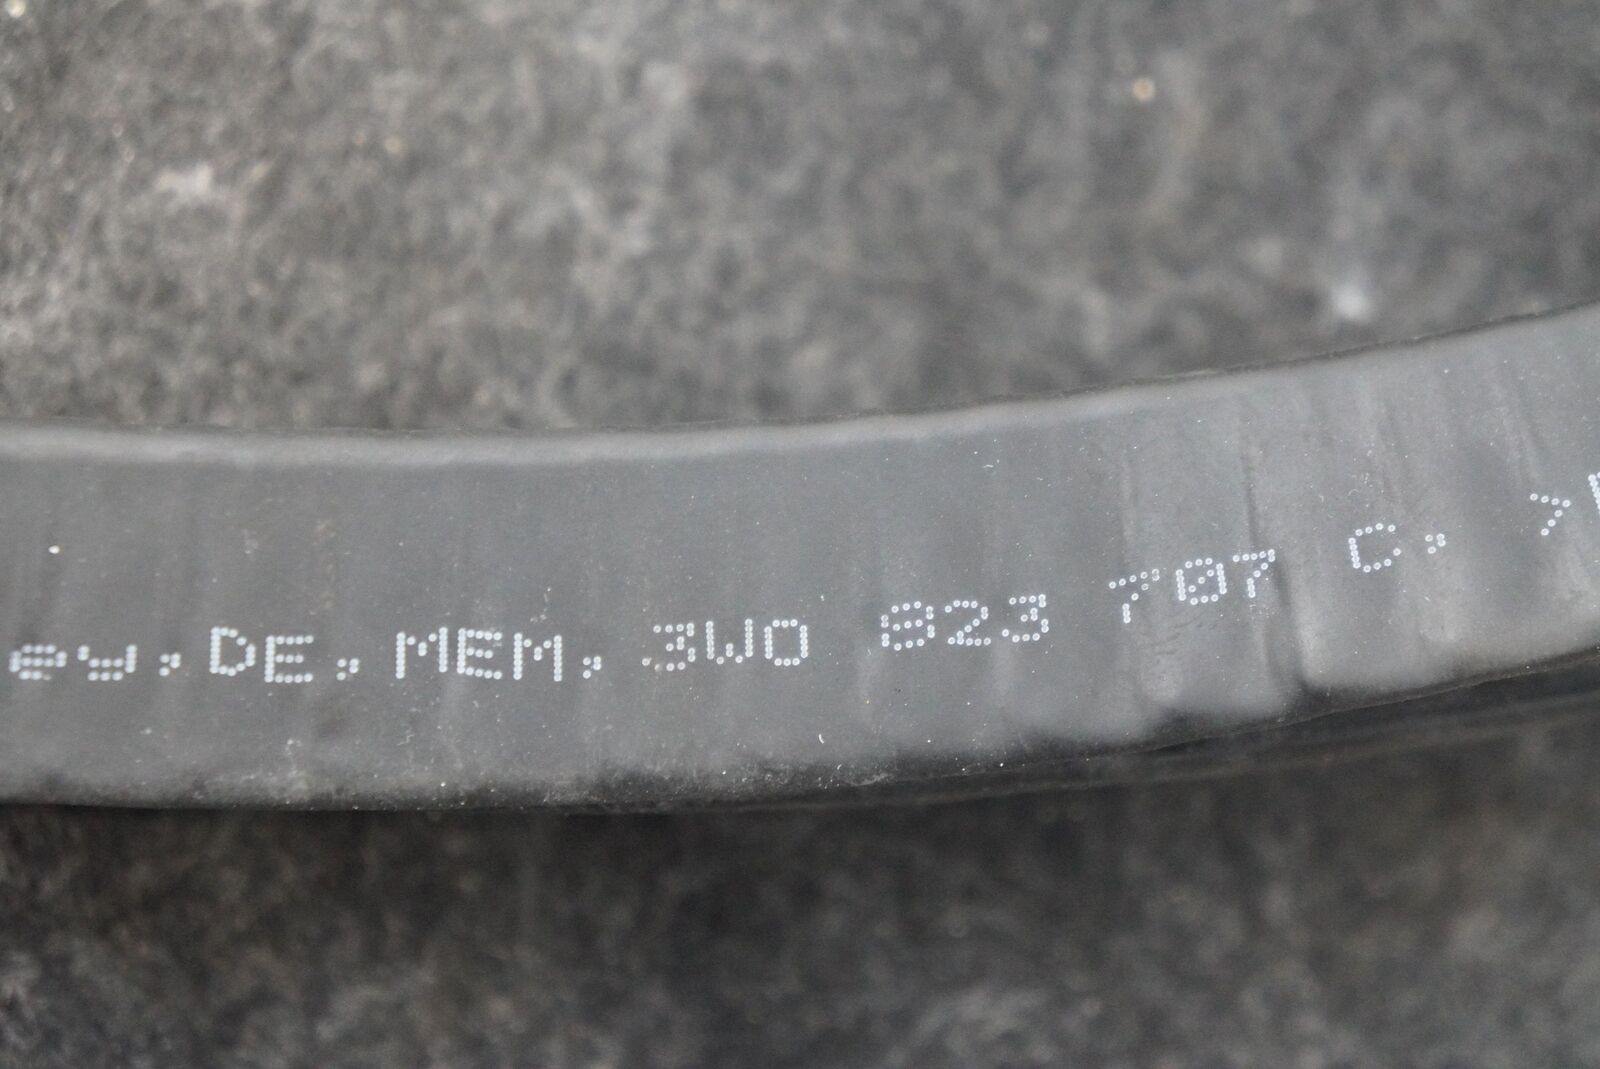 ey,DE,MEM,3W0 823 707 C, >